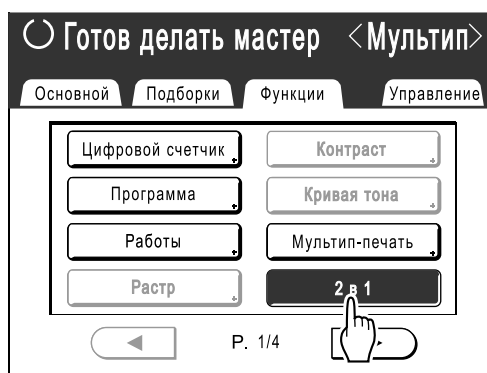 Готов делать мастер <Мультип>
Основной Подборки Функции Управление
Цифровой счетчик Контраст
Программа Кривая тона
Работы Мультип-печать
Растр 2 в 1
P. 1/4